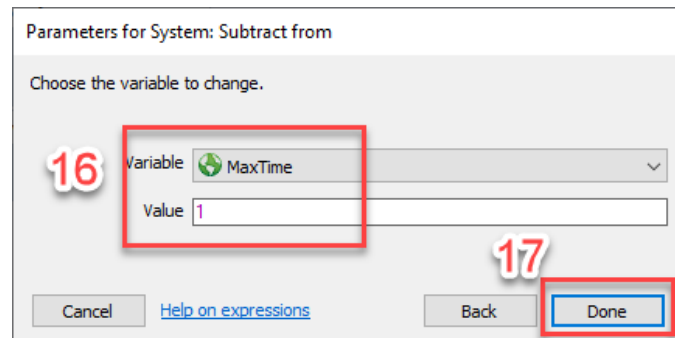 Parameters for System: Subtract from
Choose the variable to change.
16
Variable MaxTime
Value 1
17
Cancel Help on expressions Back Done